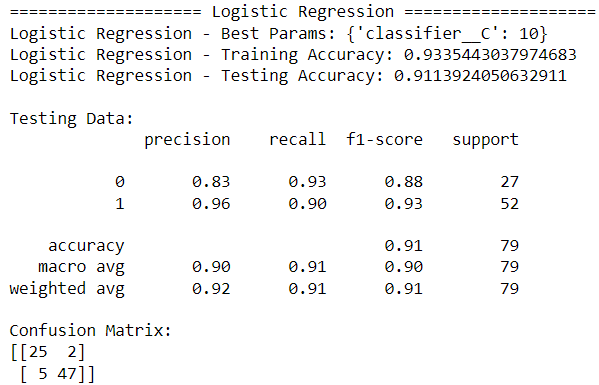 ==================== Logistic Regression ====================
Logistic Regression - Best Params: {'classifier__C': 10}
Logistic Regression - Training Accuracy: 0.9335443037974683
Logistic Regression - Testing Accuracy: 0.9113924050632911
Testing Data:
              precision    recall  f1-score   support
           0       0.83      0.93      0.88        27
           1       0.96      0.90      0.93        52
    accuracy                           0.91        79
   macro avg       0.90      0.91      0.90        79
weighted avg       0.92      0.91      0.91        79
Confusion Matrix:
[[25  2]
 [ 5 47]]